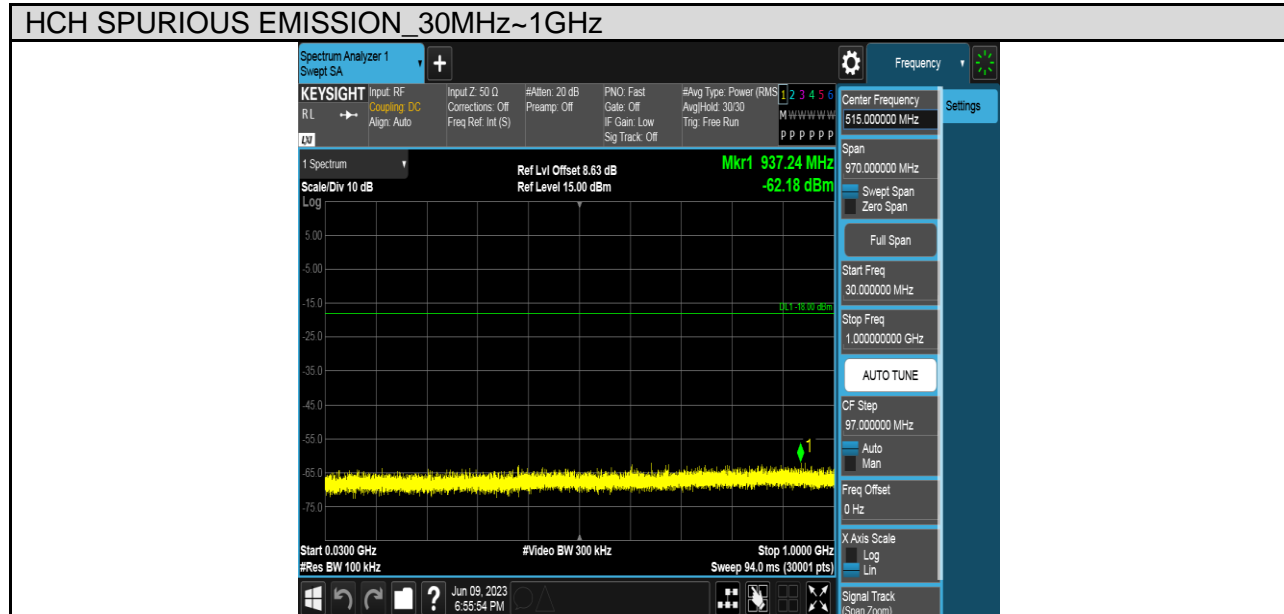 HCH SPURIOUS EMISSION_30MHz~1GHz
Spectrum Analyzer 1
Swept SA
+
Frequency
KEYSIGHT
RL
LXI
Input: RF
Coupling: DC
Align: Auto
Input Z: 50 Ω
Corrections: Off
Freq Ref: Int (S)
#Atten: 20 dB
Preamp: Off
PNO: Fast
Gate: Off
IF Gain: Low
Sig Track: Off
#Avg Type: Power (RMS
Avg|Hold: 30/30
Trig: Free Run
1 2 3 4 5 6
M W W W W W
P P P P P P
1 Spectrum
Scale/Div 10 dB
Log
Ref Lvl Offset 8.63 dB
Ref Level 15.00 dBm
Mkr1 937.24 MHz
-62.18 dBm
5.00
-5.00
-15.0
DL1 -18.00 dBm
-25.0
-35.0
-45.0
-55.0
1
-65.0
-75.0
Start 0.0300 GHz
#Res BW 100 kHz
#Video BW 300 kHz
Stop 1.0000 GHz
Sweep 94.0 ms (30001 pts)
?
Jun 09, 2023
6:55:54 PM
Center Frequency
515.000000 MHz
Settings
Span
970.000000 MHz
Swept Span
Zero Span
Full Span
Start Freq
30.000000 MHz
Stop Freq
1.000000000 GHz
AUTO TUNE
CF Step
97.000000 MHz
Auto
Man
Freq Offset
0 Hz
X Axis Scale
Log
Lin
Signal Track
(Span Zoom)